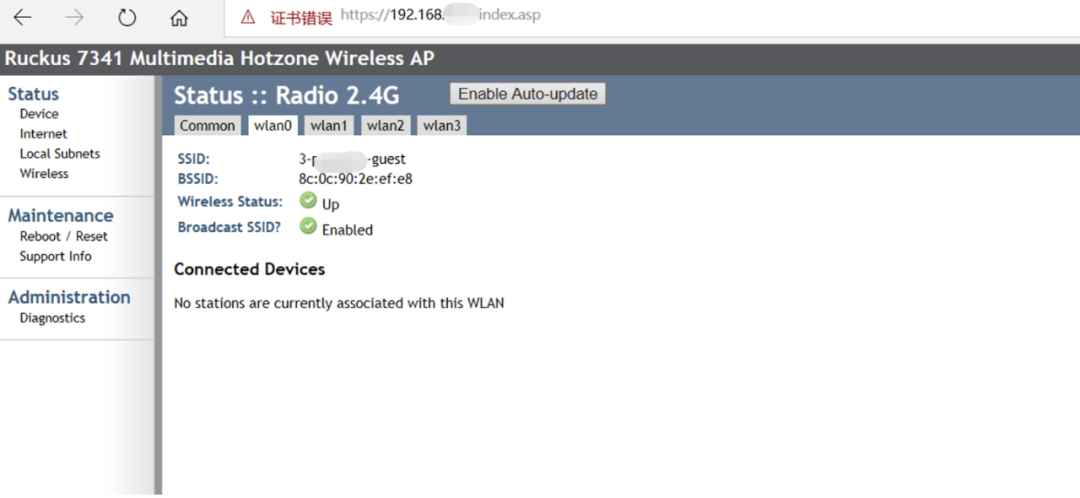 证书错误 https://192.168. index.asp
Ruckus 7341 Multimedia Hotzone Wireless AP
Status
Device
Internet
Local Subnets
Wireless
Maintenance
Reboot / Reset
Support Info
Administration
Diagnostics
Status :: Radio 2.4G Enable Auto-update
Common wlan0 wlan1 wlan2 wlan3
SSID: 3- -guest
BSSID: 8c:0c:90:2e:ef:e8
Wireless Status: Up
Broadcast SSID? Enabled
Connected Devices
No stations are currently associated with this WLAN